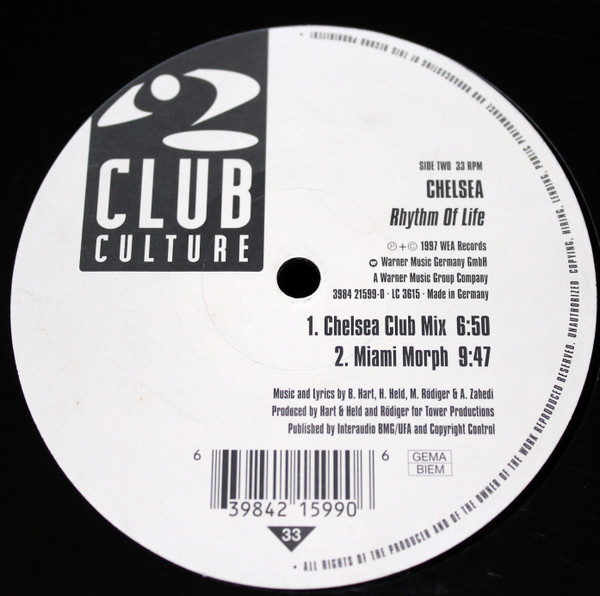 CLUB
CULTURE
SIDE TWO 33 RPM
CHELSEA
Rhythm Of Life
℗ + © 1997 WEA Records
Warner Music Germany GmbH
A Warner Music Group Company
3984 21599-0 · LC 3615 · Made in Germany
1. Chelsea Club Mix 6:50
2. Miami Morph 9:47
Music and Lyrics by B. Hart, H. Held, M. Rödiger & A. Zahedi
Produced by Hart & Held and Rödiger for Tower Productions
Published by Interaudio BMG/UFA and Copyright Control
6 39842 15990 6
GEMA
BIEM
33
• ALL RIGHTS OF THE PRODUCER AND OF THE OWNER OF THE WORK REPRODUCED RESERVED. UNAUTHORIZED COPYING, HIRING, LENDING, PUBLIC PERFORMANCE AND BROADCASTING OF THIS RECORD PROHIBITED! •